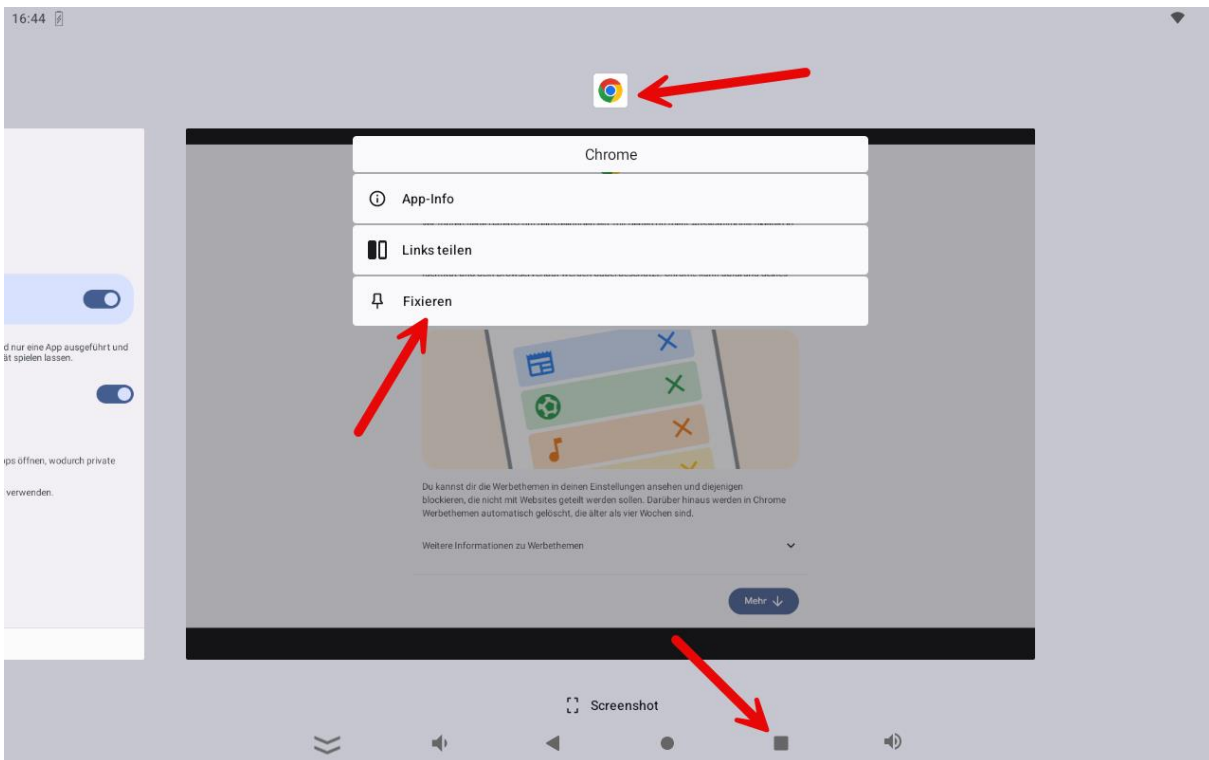 16:44
Chrome
App-Info
Links teilen
Fixieren
d nur eine App ausgeführt und
ät spielen lassen.
ps öffnen, wodurch private
verwenden.
Du kannst dir die Werbethemen in deinen Einstellungen ansehen und diejenigen
blockieren, die nicht mit Websites geteilt werden sollen. Darüber hinaus werden in Chrome
Werbethemen automatisch gelöscht, die älter als vier Wochen sind.
Weitere Informationen zu Werbethemen
Mehr
Screenshot